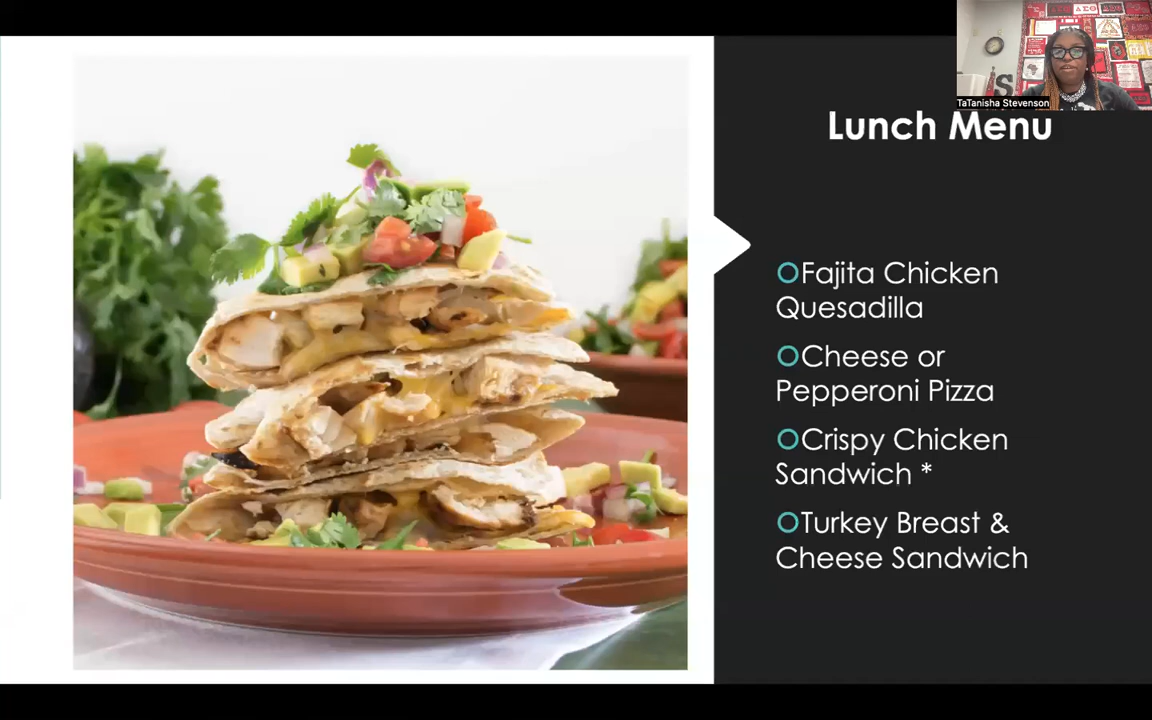 TaTanisha Stevenson
Lunch Menu
Fajita Chicken
Quesadilla
Cheese or
Pepperoni Pizza
Crispy Chicken
Sandwich *
Turkey Breast &
Cheese Sandwich